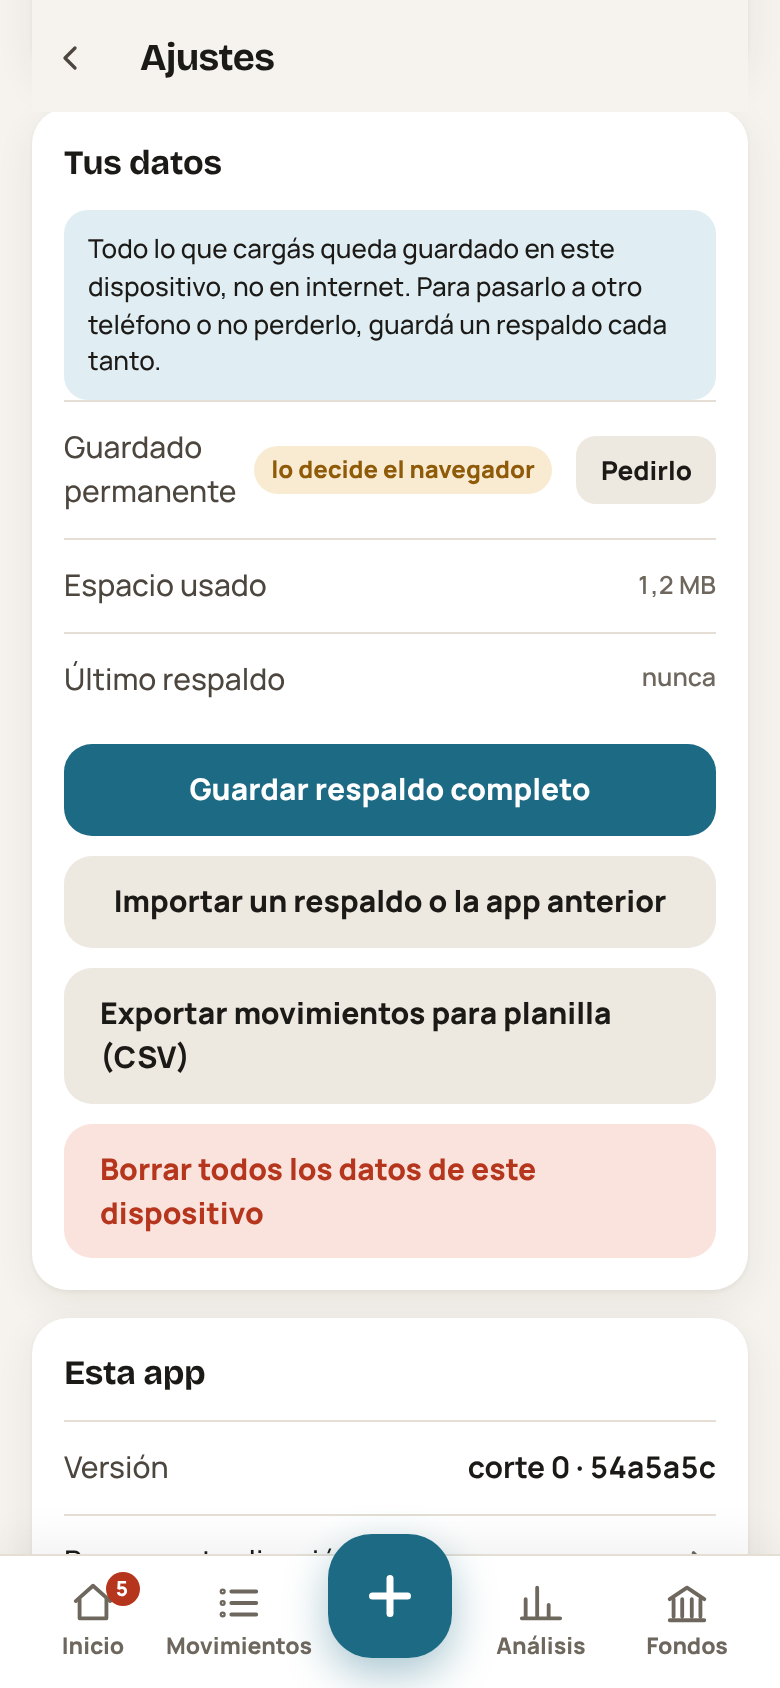 Ajustes
Tus datos
Todo lo que cargás queda guardado en este
dispositivo, no en internet. Para pasarlo a otro
teléfono o no perderlo, guardá un respaldo cada
tanto.
Guardado
permanente
lo decide el navegador
Pedirlo
Espacio usado
1,2 MB
Último respaldo
nunca
Guardar respaldo completo
Importar un respaldo o la app anterior
Exportar movimientos para planilla
(CSV)
Borrar todos los datos de este
dispositivo
Esta app
Versión
corte 0 · 54a5a5c
5
Inicio
Movimientos
Análisis
Fondos